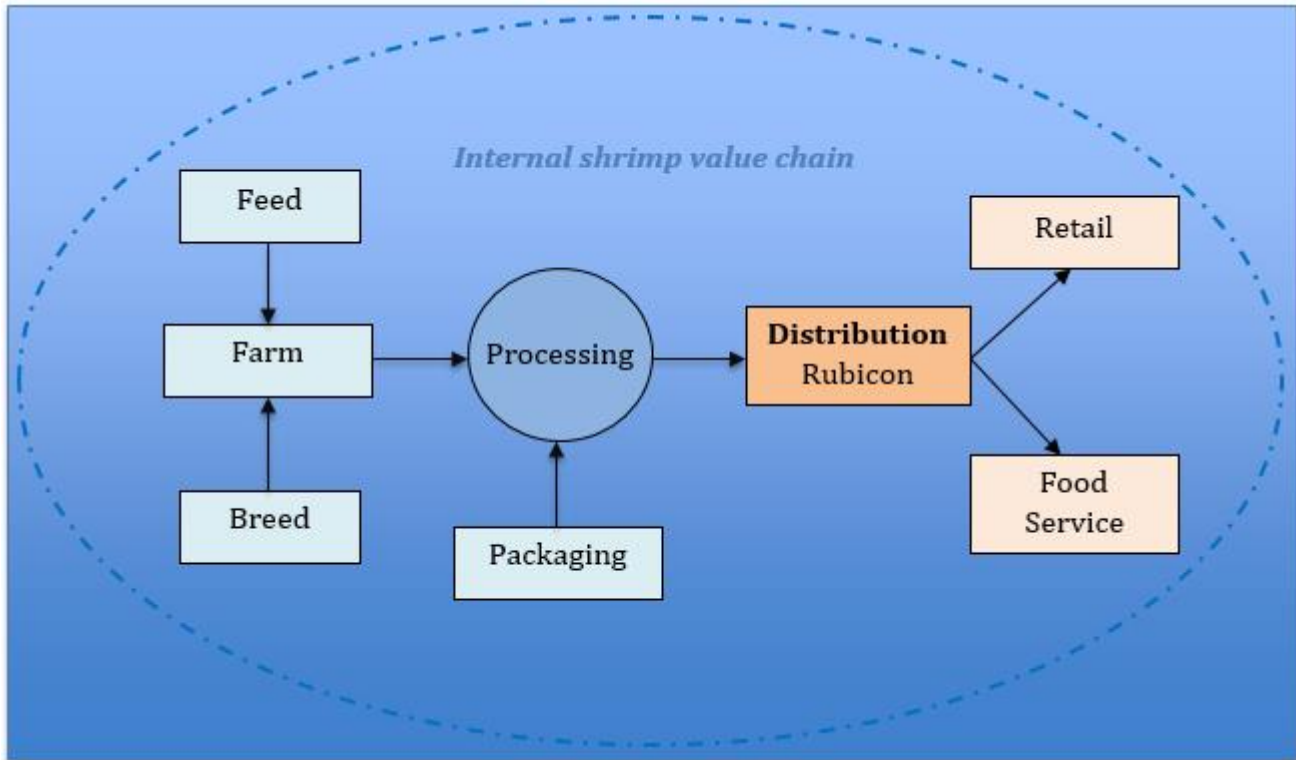 Internal shrimp value chain
Feed
Retail
Farm
Processing
Distribution
Rubicon
Breed
Packaging
Food
Service